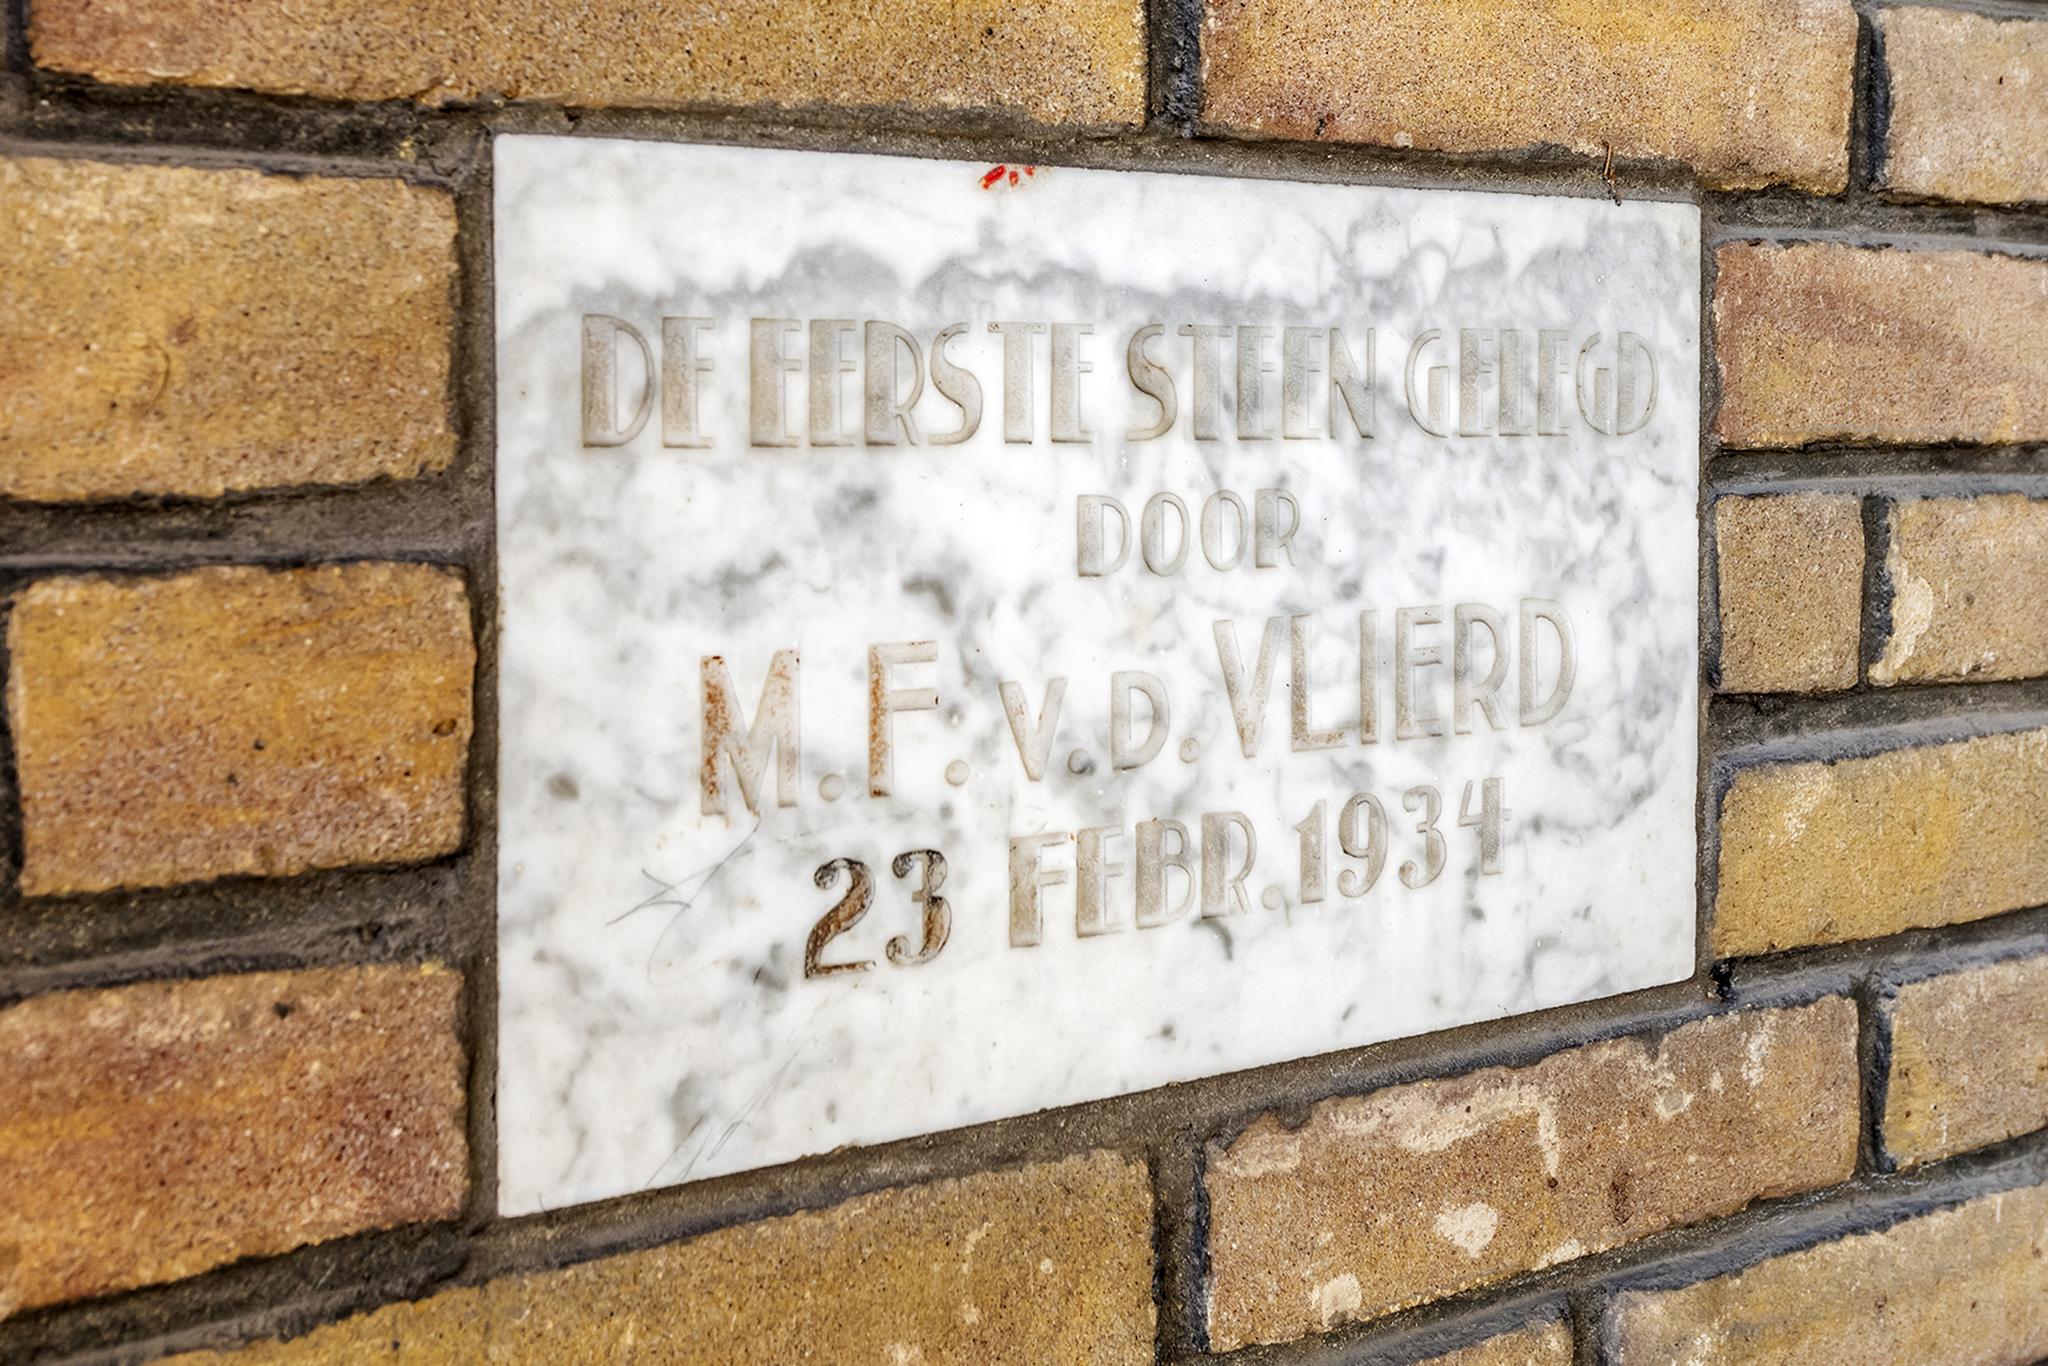 DE EERSTE STEEN GELEGD
DOOR
M.F. v.D. VLIERD
23 FEBR. 1934